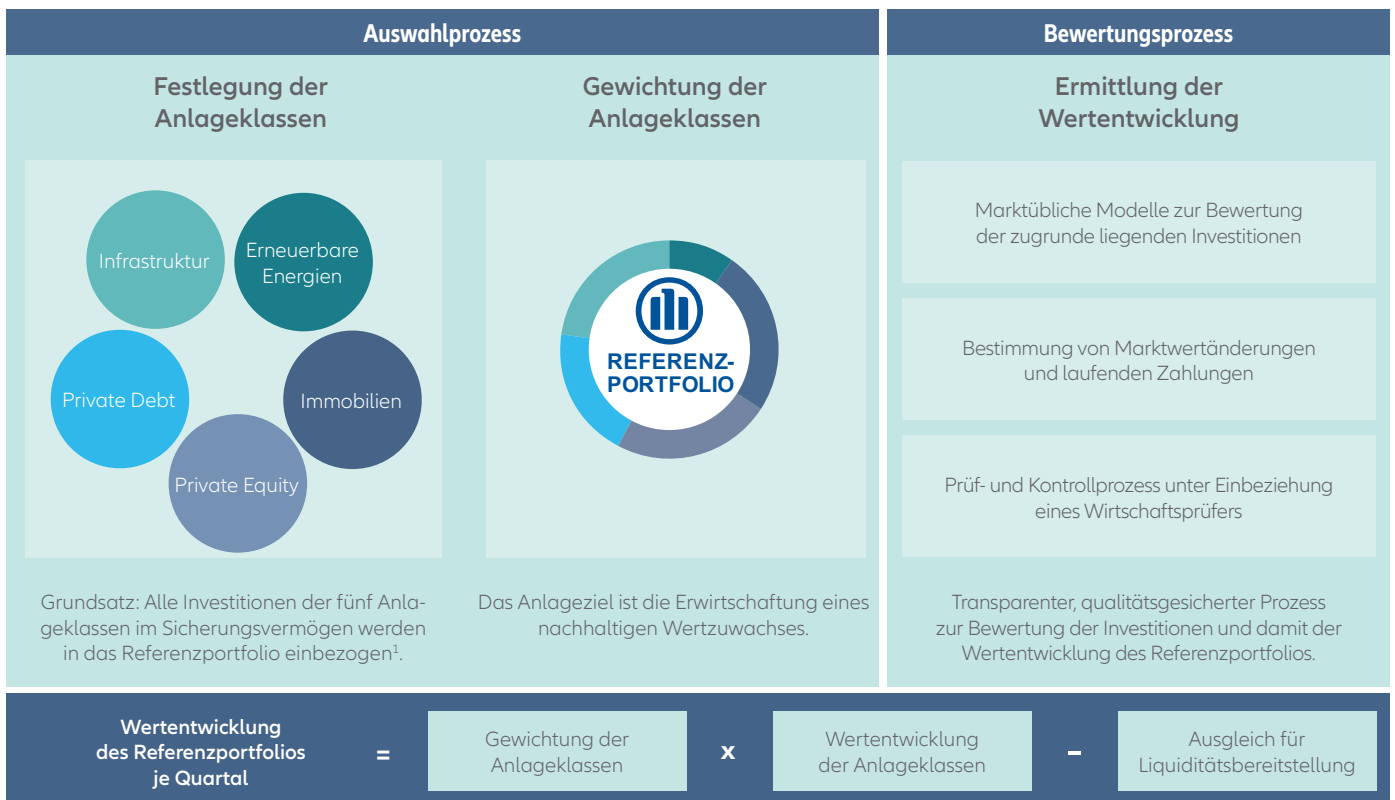 Auswahlprozess
Festlegung der
Anlageklassen
Infrastruktur
Erneuerbare
Energien
Private Debt
Immobilien
Private Equity
Grundsatz: Alle Investitionen der fünf Anla-
geklassen im Sicherungsvermögen werden
in das Referenzportfolio einbezogen¹.
Gewichtung der
Anlageklassen
REFERENZ-
PORTFOLIO
Das Anlageziel ist die Erwirtschaftung eines
nachhaltigen Wertzuwachses.
Bewertungsprozess
Ermittlung der
Wertentwicklung
Marktübliche Modelle zur Bewertung
der zugrunde liegenden Investitionen
Bestimmung von Marktwertänderungen
und laufenden Zahlungen
Prüf- und Kontrollprozess unter Einbeziehung
eines Wirtschaftsprüfers
Transparenter, qualitätsgesicherter Prozess
zur Bewertung der Investitionen und damit der
Wertentwicklung des Referenzportfolios.
Wertentwicklung
des Referenzportfolios
je Quartal
=
Gewichtung der
Anlageklassen
x
Wertentwicklung
der Anlageklassen
–
Ausgleich für
Liquiditätsbereitstellung